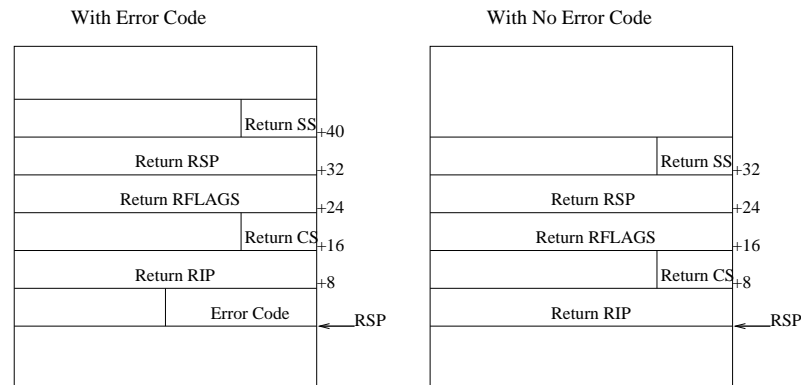 With Error Code
Return SS
+40
Return RSP
+32
Return RFLAGS
+24
Return CS
+16
Return RIP
+8
Error Code
RSP
With No Error Code
Return SS
+32
Return RSP
+24
Return RFLAGS
+16
Return CS
+8
Return RIP
RSP